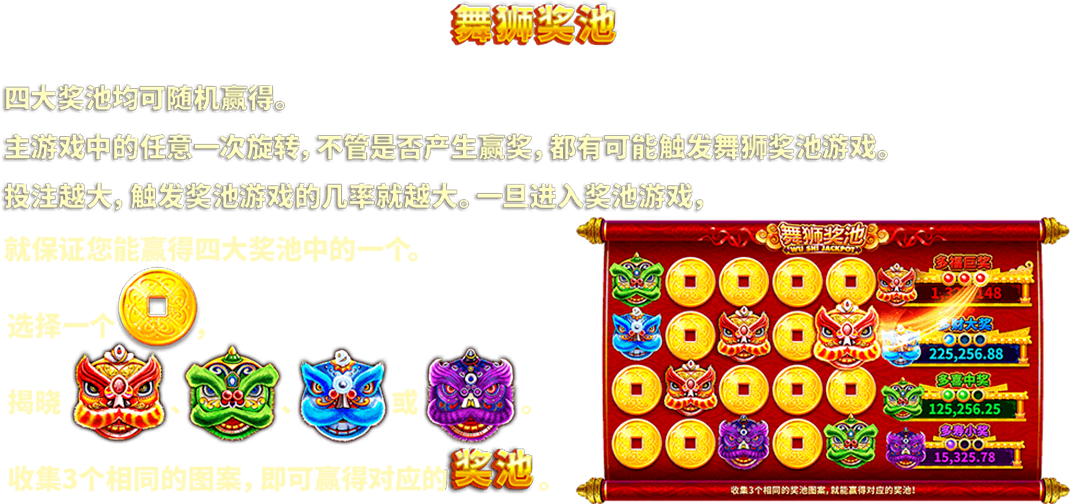 舞狮奖池
四大奖池均可随机赢得。
主游戏中的任意一次旋转，不管是否产生赢奖，都有可能触发舞狮奖池游戏。
投注越大，触发奖池游戏的几率就越大。一旦进入奖池游戏，
就保证您能赢得四大奖池中的一个。
选择一个 ，
揭晓 、 、 或 。
收集3个相同的图案，即可赢得对应的奖池。
舞狮奖池
WU SHI JACKPOT
多福巨奖
多财大奖
225,256.88
多喜中奖
125,256.25
多寿小奖
15,325.78
收集3个相同的奖池图案，就能赢得对应的奖池！